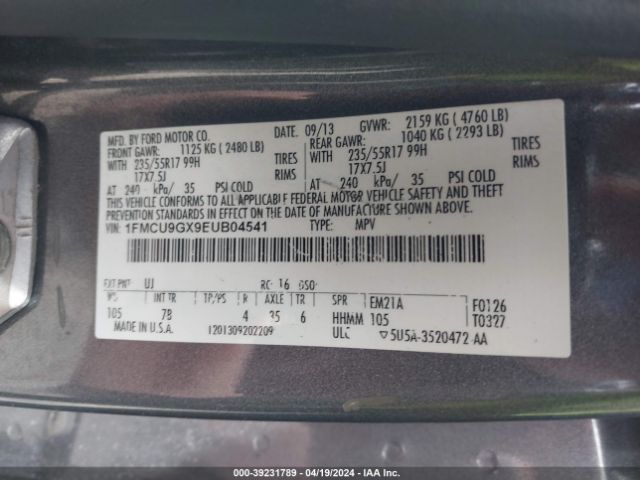 MFD. BY FORD MOTOR CO.
DATE. 09/13 GVWR: 2159 KG ( 4760 LB)
FRONT GAWR: 1125 KG ( 2480 LB) REAR GAWR: 1040 KG ( 2293 LB)
WITH 235/55R17 99H TIRES WITH 235/55R17 99H TIRES
17X7.5J RIMS 17X7.5J RIMS
AT 240 kPa/ 35 PSI COLD AT 240 kPa/ 35 PSI COLD
THIS VEHICLE CONFORMS TO ALL APPLICABLE FEDERAL MOTOR VEHICLE SAFETY AND THEFT
PREVENTION STANDARDS IN EFFECT ON THE DATE OF MANUFACTURE SHOWN ABOVE.
VIN: 1FMCU9GX9EUB04541 TYPE: MPV
EXT PNT: UJ RC: 16 DSO:
WB INT TR TP/PS R AXLE TR SPR EM21A F0126
105 7B 4 35 6 HHMM 105 T0327
MADE IN U.S.A. 1201309202209 ULC 5U5A-3520472-AA
000-39231789 - 04/19/2024 - IAA Inc.